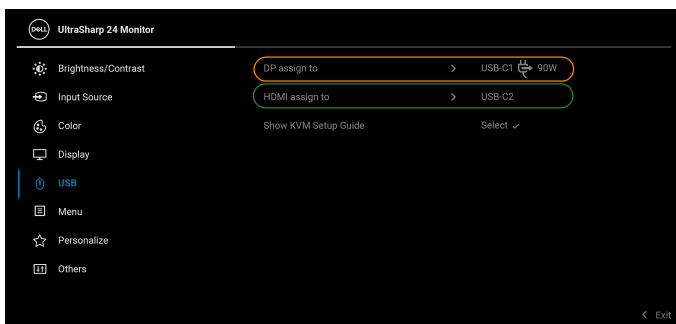 DELL UltraSharp 24 Monitor
Brightness/Contrast
DP assign to > USB-C1 90W
Input Source
HDMI assign to > USB-C2
Color
Show KVM Setup Guide Select ✓
Display
USB
Menu
Personalize
Others
< Exit